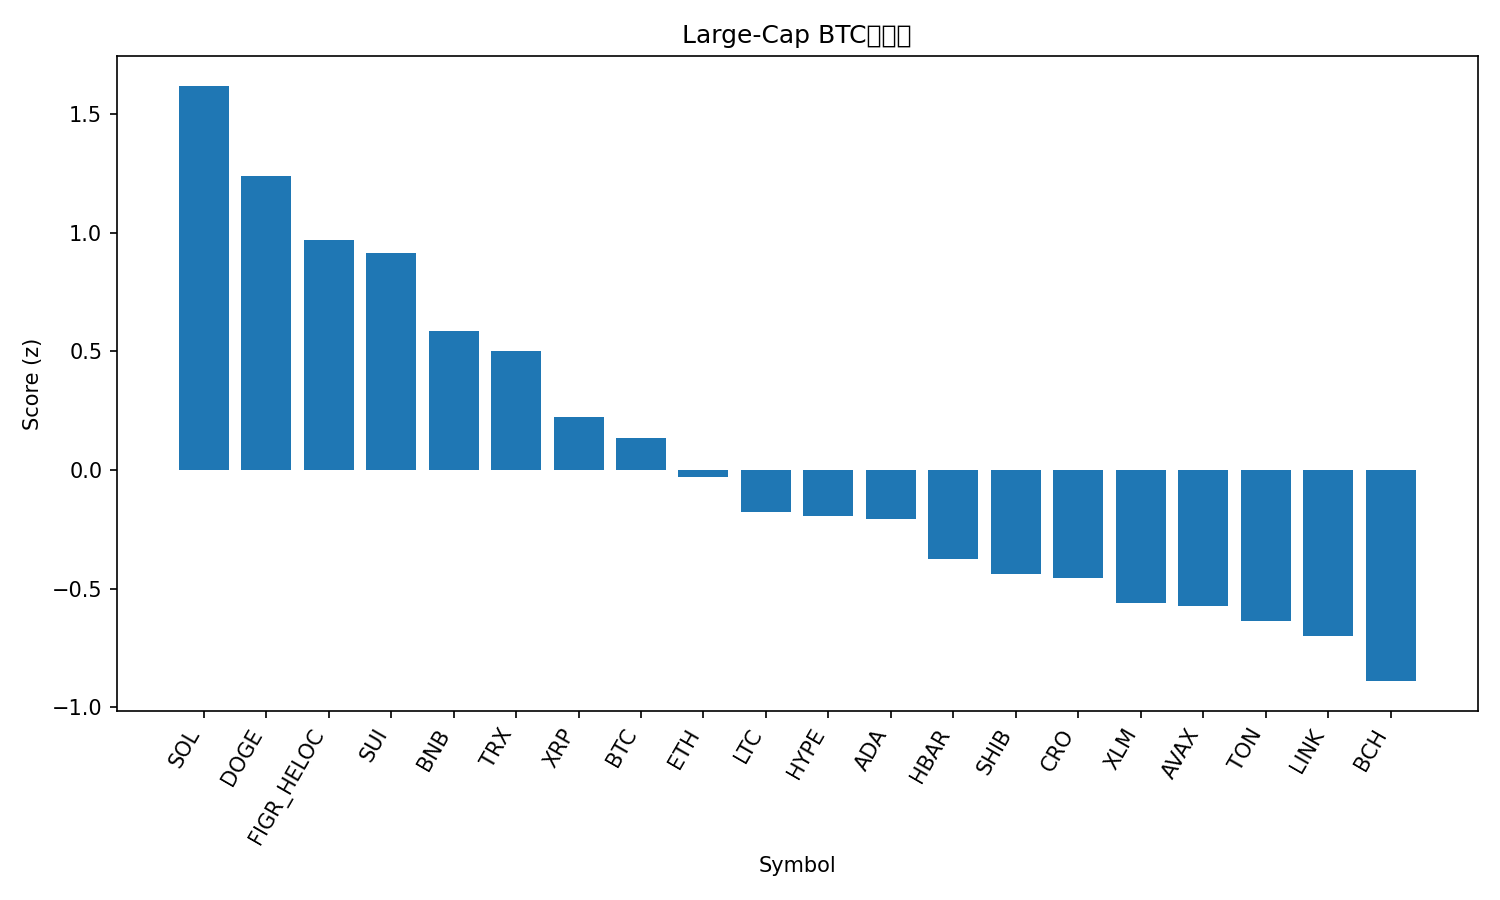 Large-Cap BTC
Score (z)
1.5
1.0
0.5
0.0
−0.5
−1.0
SOL
DOGE
FIGR_HELOC
SUI
BNB
TRX
XRP
BTC
ETH
LTC
HYPE
ADA
HBAR
SHIB
CRO
XLM
AVAX
TON
LINK
BCH
Symbol